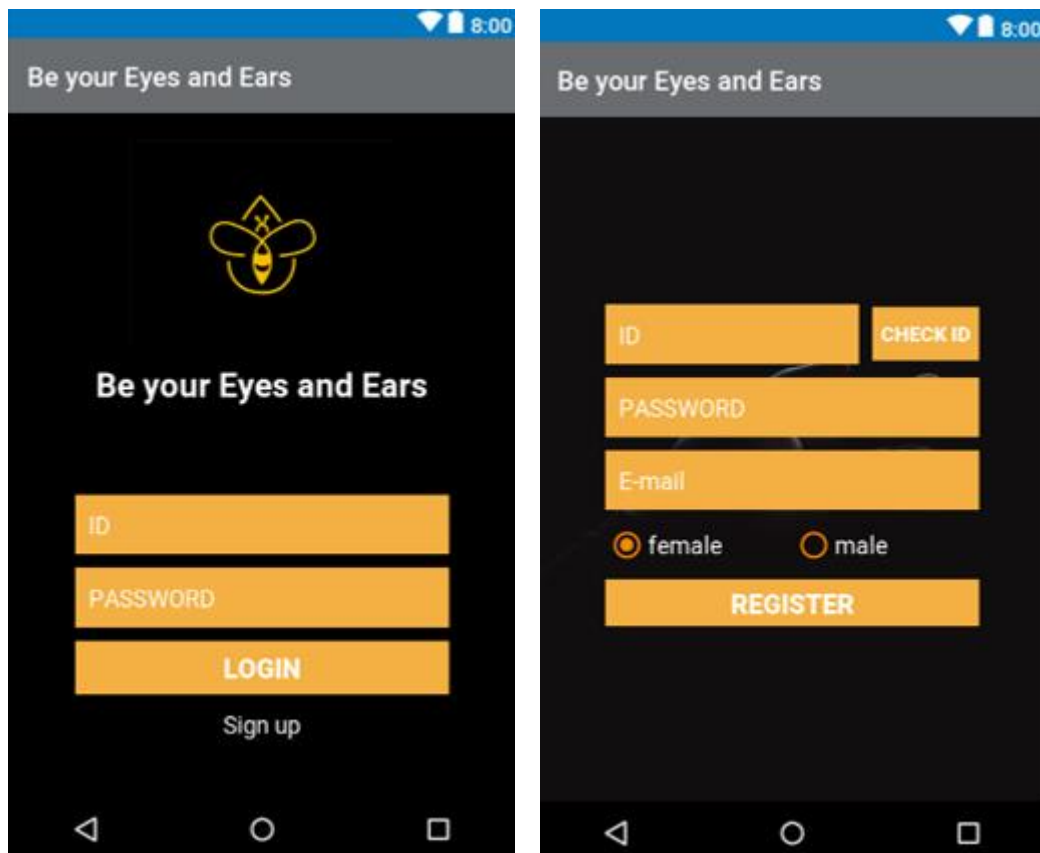 8:00
Be your Eyes and Ears
Be your Eyes and Ears
ID
PASSWORD
LOGIN
Sign up
8:00
Be your Eyes and Ears
ID
CHECK ID
PASSWORD
E-mail
female
male
REGISTER